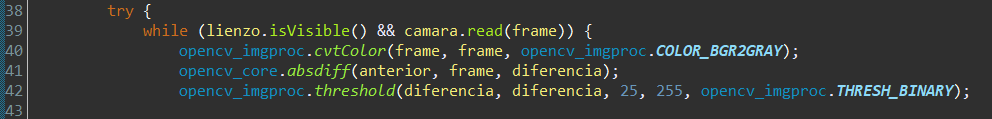 38 try {
39 while (lienzo.isVisible() && camara.read(frame)) {
40 opencv_imgproc.cvtColor(frame, frame, opencv_imgproc.COLOR_BGR2GRAY);
41 opencv_core.absdiff(anterior, frame, diferencia);
42 opencv_imgproc.threshold(diferencia, diferencia, 25, 255, opencv_imgproc.THRESH_BINARY);
43